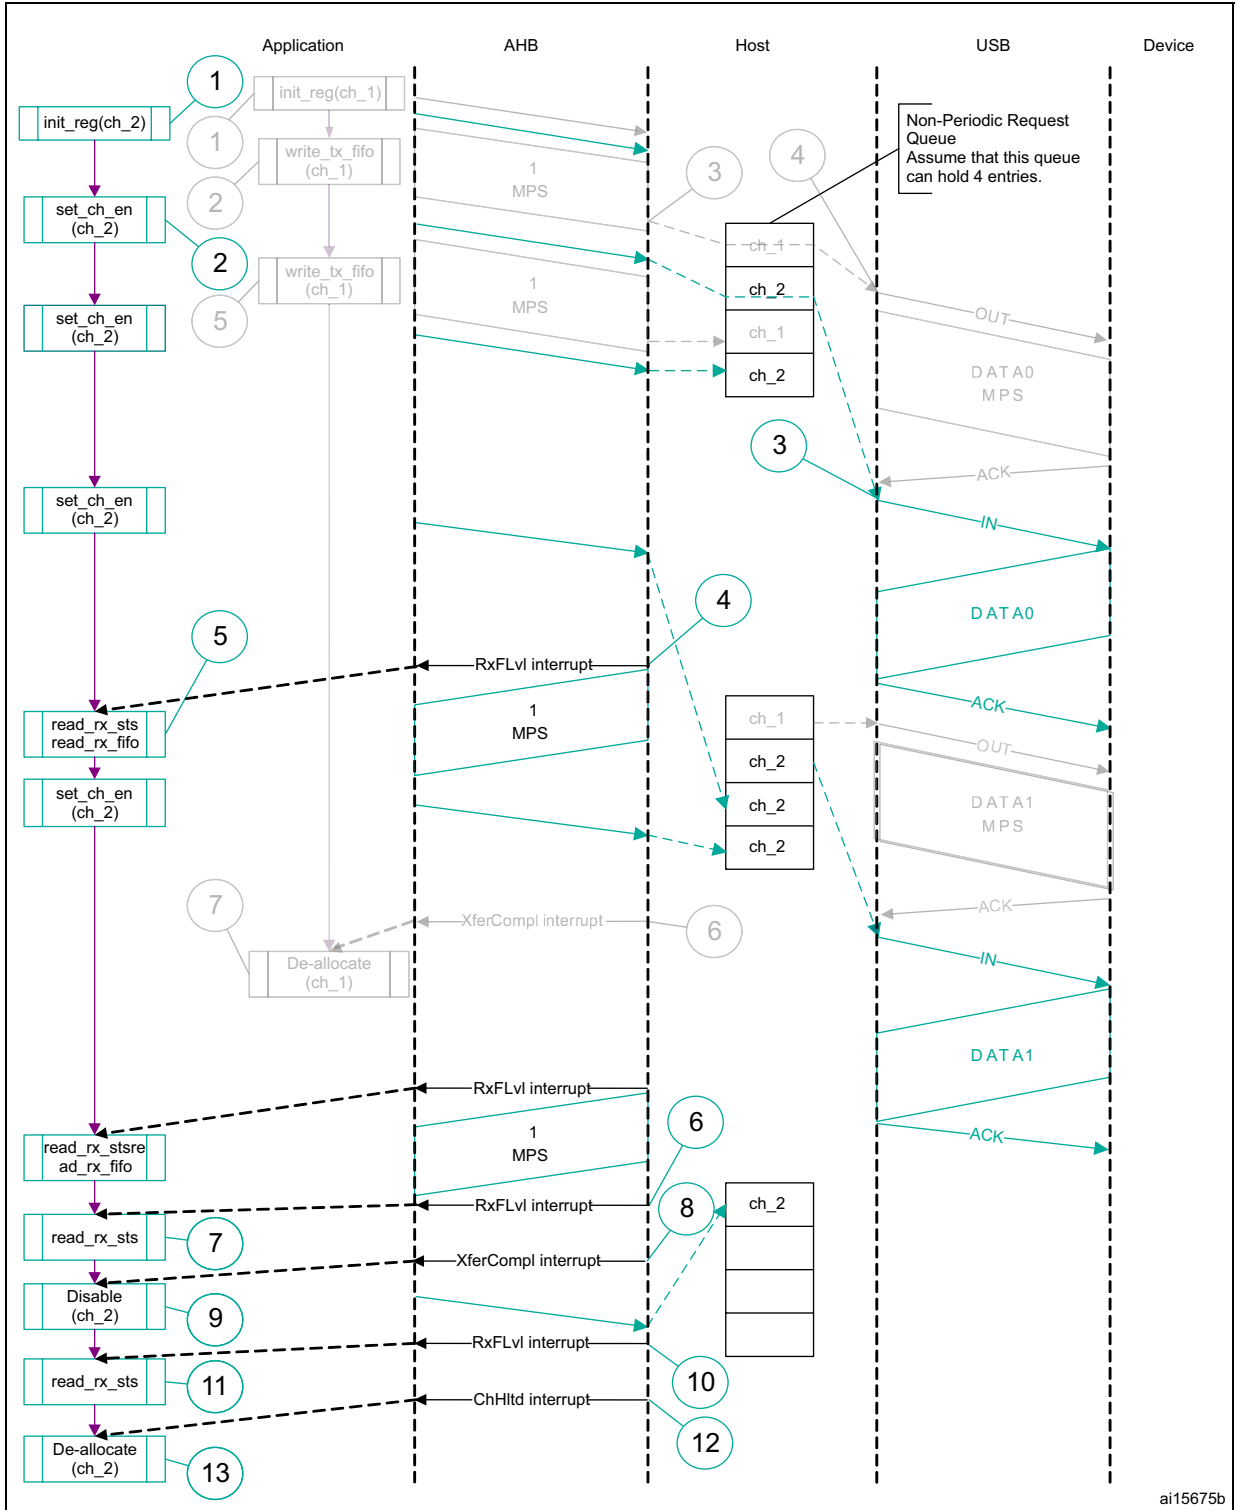 Application AHB Host USB Device
1
init_reg(ch_1)
init_reg(ch_2)
1
Non-Periodic Request
Queue
Assume that this queue
can hold 4 entries.
write_tx_fifo
(ch_1)
2
1
MPS
3
4
set_ch_en
(ch_2)
2
ch_1
write_tx_fifo
(ch_1)
5
1
MPS
ch_2
set_ch_en
(ch_2)
ch_1
OUT
ch_2
DATA0
MPS
3
ACK
set_ch_en
(ch_2)
IN
4
DATA0
5
RxFLvl interrupt
read_rx_sts
read_rx_fifo
1
MPS
ch_1
ACK
OUT
ch_2
set_ch_en
(ch_2)
ch_2
DATA1
MPS
ch_2
7
XferCompl interrupt
6
ACK
De-allocate
(ch_1)
IN
DATA1
RxFLvl interrupt
read_rx_stsre
ad_rx_fifo
1
MPS
6
ACK
RxFLvl interrupt
8
ch_2
read_rx_sts
7
XferCompl interrupt
Disable
(ch_2)
9
RxFLvl interrupt
read_rx_sts
11
10
ChHltd interrupt
12
De-allocate
(ch_2)
13
ai15675b